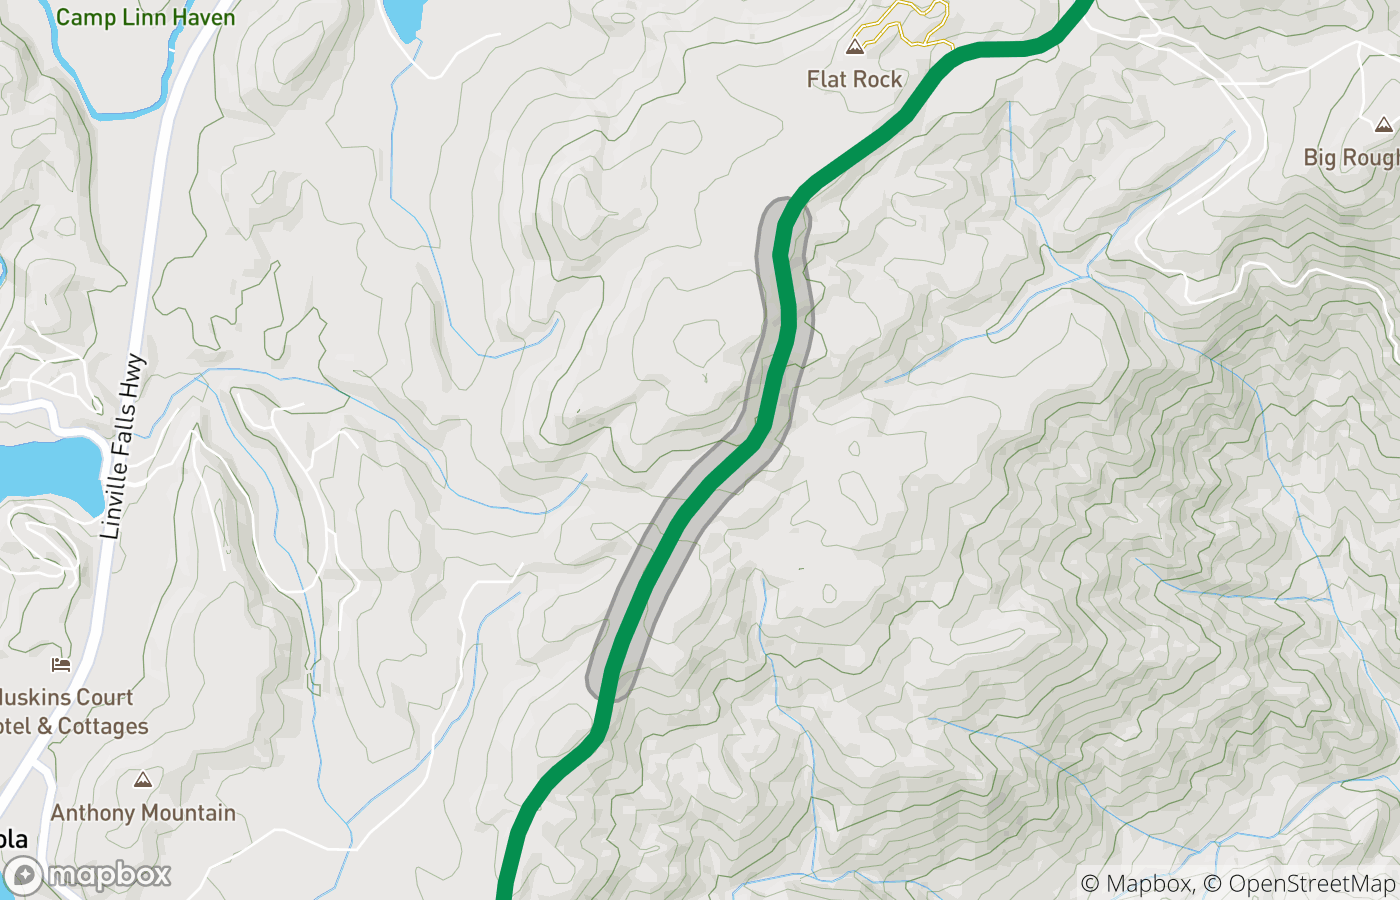 Camp Linn Haven
Flat Rock
Big Rough
Linville Falls Hwy
uskins Court
otel & Cottages
Anthony Mountain
ola
mapbox
© Mapbox, © OpenStreetMap